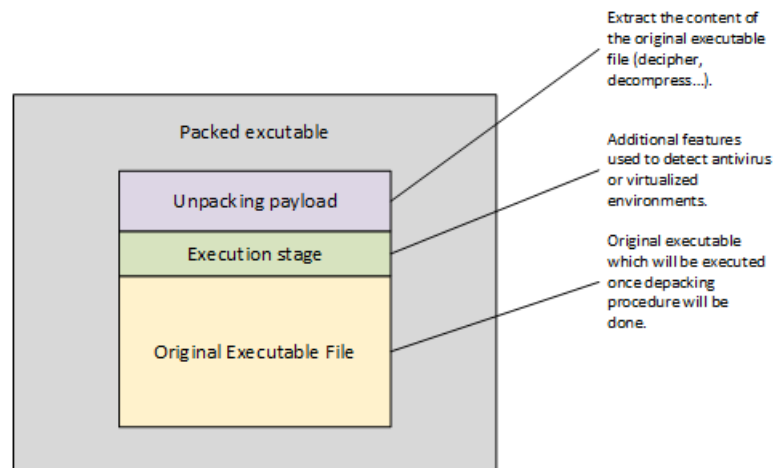 Extract the content of
the original executable
file (decipher,
decompress...).
Packed excutable
Additional features
used to detect antivirus
or virtualized
environments.
Unpacking payload
Execution stage
Original executable
which will be executed
once depacking
procedure will be
done.
Original Executable File